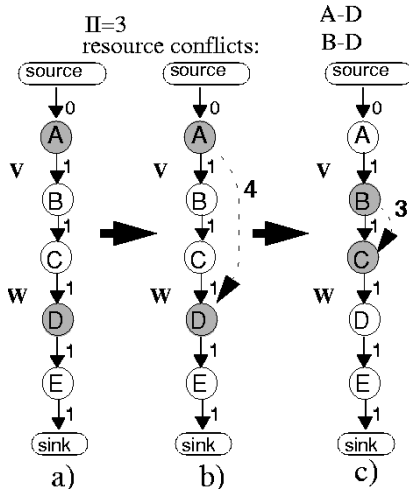 II=3
resource conflicts:
A-D
B-D
source
0
A
V
1
B
1
C
W
1
D
1
E
1
sink
a)
source
0
A
V
1
B
4
1
C
W
1
D
1
E
1
sink
b)
source
0
A
V
1
B
3
1
C
W
1
D
1
E
1
sink
c)